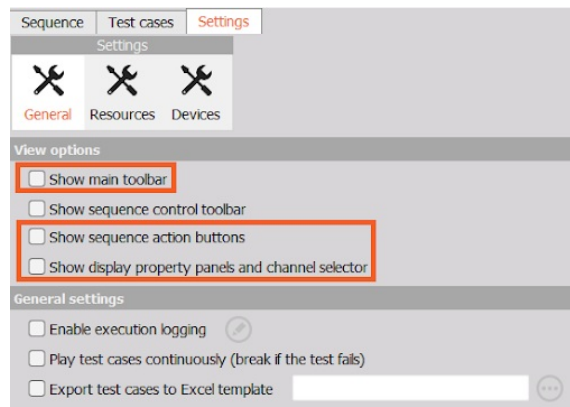 Sequence Test cases Settings
Settings
General Resources Devices
View options
Show main toolbar
Show sequence control toolbar
Show sequence action buttons
Show display property panels and channel selector
General settings
Enable execution logging
Play test cases continuously (break if the test fails)
Export test cases to Excel template